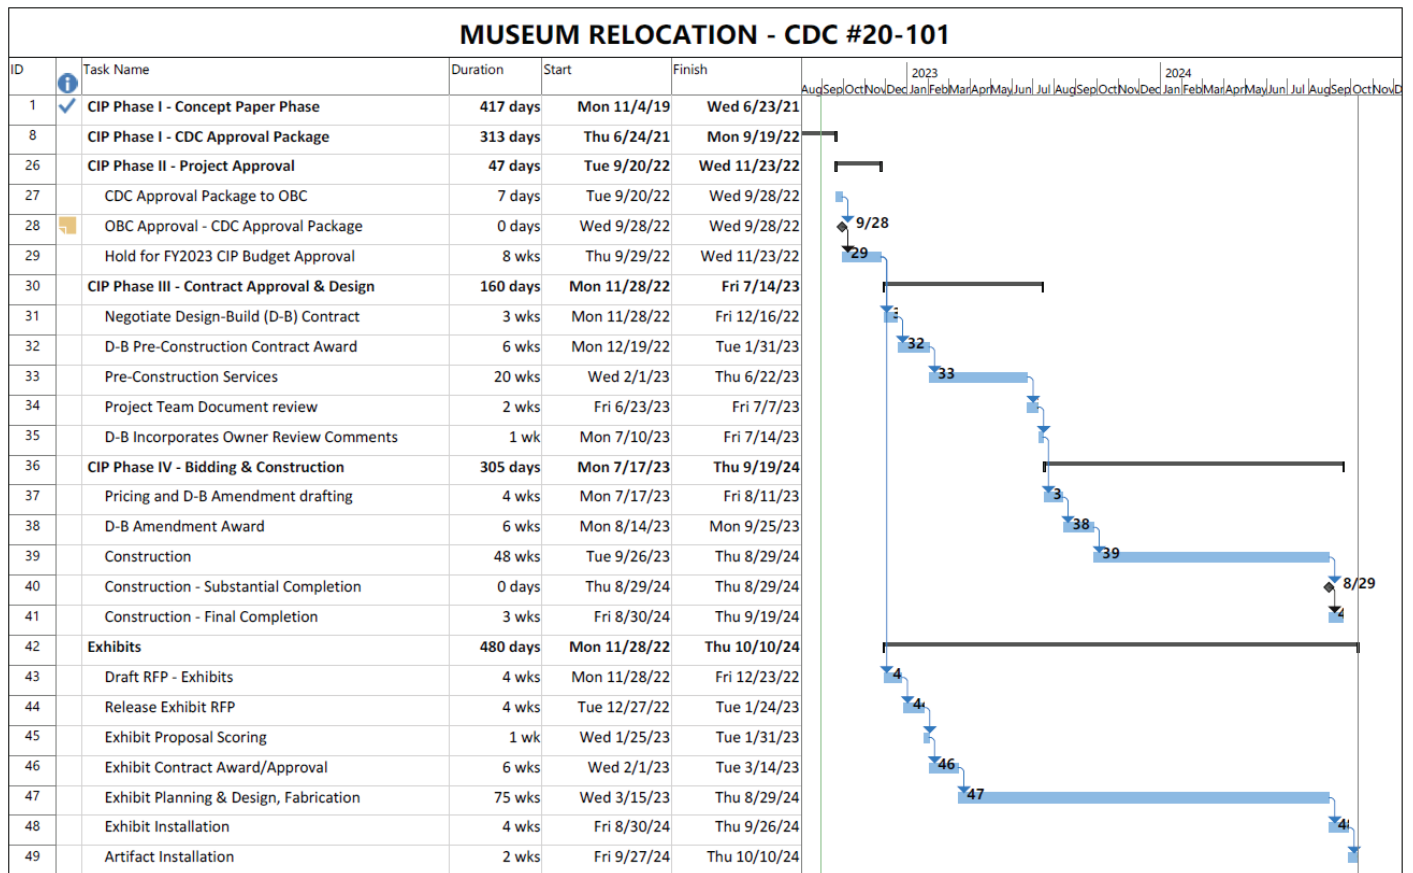 MUSEUM RELOCATION - CDC #20-101
ID Task Name Duration Start Finish 2023 2024
Aug Sep Oct Nov Dec Jan Feb Mar Apr May Jun Jul Aug Sep Oct Nov Dec Jan Feb Mar Apr May Jun Jul Aug Sep Oct Nov D
1 CIP Phase I - Concept Paper Phase 417 days Mon 11/4/19 Wed 6/23/21
8 CIP Phase I - CDC Approval Package 313 days Thu 6/24/21 Mon 9/19/22
26 CIP Phase II - Project Approval 47 days Tue 9/20/22 Wed 11/23/22
27 CDC Approval Package to OBC 7 days Tue 9/20/22 Wed 9/28/22
28 OBC Approval - CDC Approval Package 0 days Wed 9/28/22 Wed 9/28/22 9/28
29 Hold for FY2023 CIP Budget Approval 8 wks Thu 9/29/22 Wed 11/23/22 29
30 CIP Phase III - Contract Approval & Design 160 days Mon 11/28/22 Fri 7/14/23
31 Negotiate Design-Build (D-B) Contract 3 wks Mon 11/28/22 Fri 12/16/22
32 D-B Pre-Construction Contract Award 6 wks Mon 12/19/22 Tue 1/31/23 32
33 Pre-Construction Services 20 wks Wed 2/1/23 Thu 6/22/23 33
34 Project Team Document review 2 wks Fri 6/23/23 Fri 7/7/23
35 D-B Incorporates Owner Review Comments 1 wk Mon 7/10/23 Fri 7/14/23
36 CIP Phase IV - Bidding & Construction 305 days Mon 7/17/23 Thu 9/19/24
37 Pricing and D-B Amendment drafting 4 wks Mon 7/17/23 Fri 8/11/23 3
38 D-B Amendment Award 6 wks Mon 8/14/23 Mon 9/25/23 38
39 Construction 48 wks Tue 9/26/23 Thu 8/29/24 39
40 Construction - Substantial Completion 0 days Thu 8/29/24 Thu 8/29/24 8/29
41 Construction - Final Completion 3 wks Fri 8/30/24 Thu 9/19/24
42 Exhibits 480 days Mon 11/28/22 Thu 10/10/24
43 Draft RFP - Exhibits 4 wks Mon 11/28/22 Fri 12/23/22 4
44 Release Exhibit RFP 4 wks Tue 12/27/22 Tue 1/24/23 4
45 Exhibit Proposal Scoring 1 wk Wed 1/25/23 Tue 1/31/23
46 Exhibit Contract Award/Approval 6 wks Wed 2/1/23 Tue 3/14/23 46
47 Exhibit Planning & Design, Fabrication 75 wks Wed 3/15/23 Thu 8/29/24 47
48 Exhibit Installation 4 wks Fri 8/30/24 Thu 9/26/24 4
49 Artifact Installation 2 wks Fri 9/27/24 Thu 10/10/24